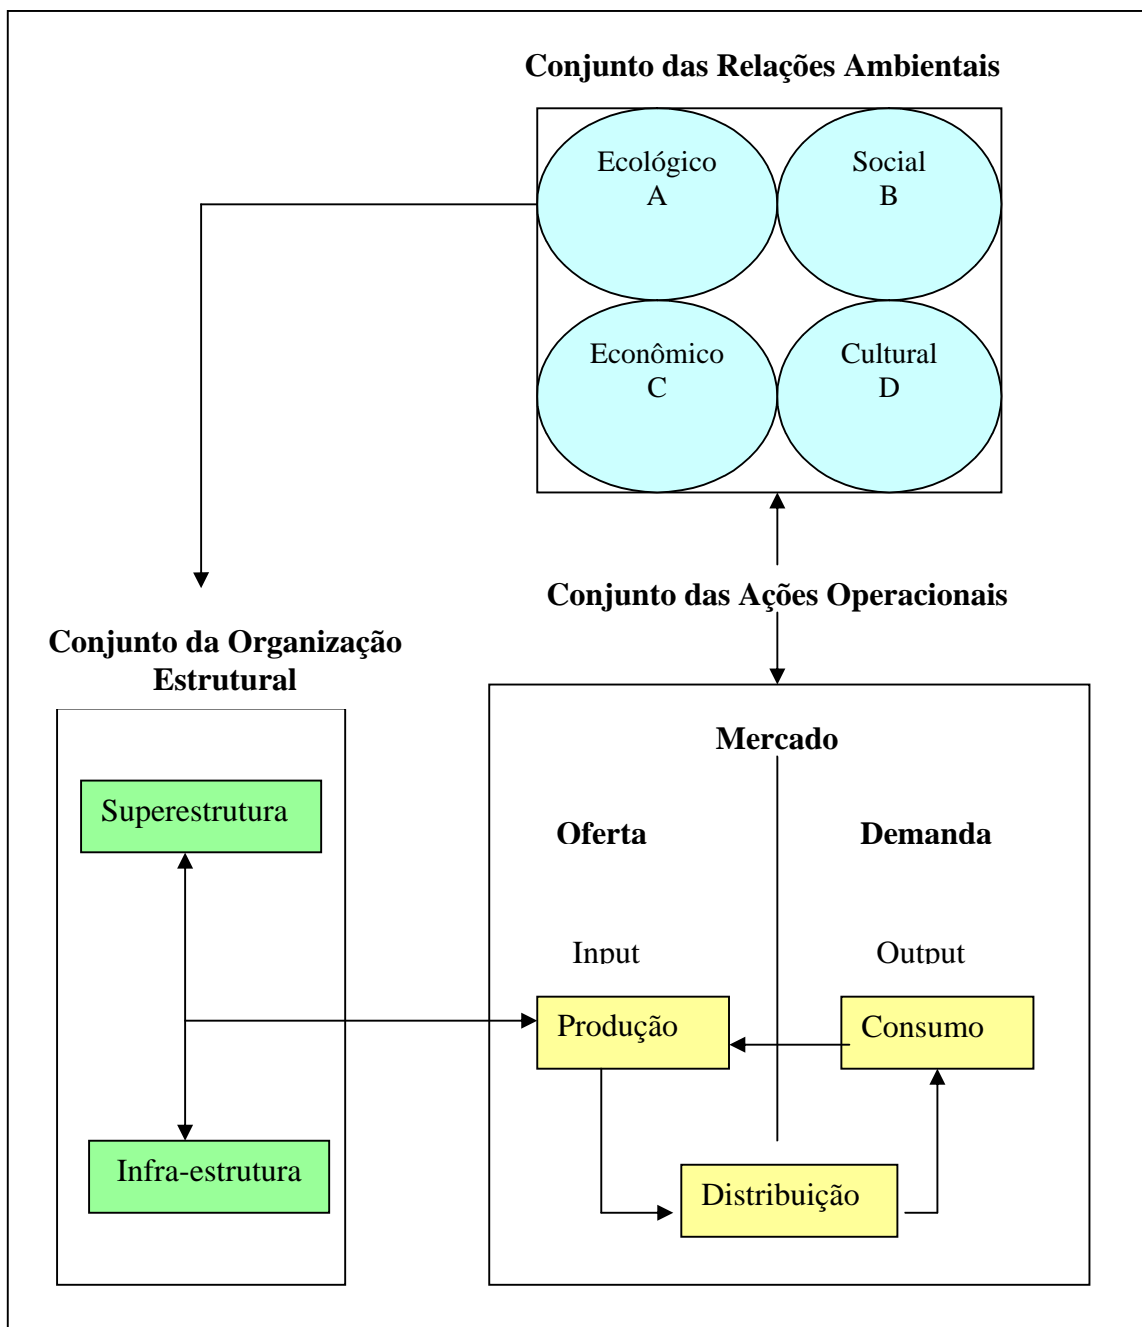 Conjunto das Relações Ambientais
Ecológico
A
Social
B
Econômico
C
Cultural
D
Conjunto das Ações Operacionais
Conjunto da Organização
Estrutural
Superestrutura
Infra-estrutura
Mercado
Oferta
Demanda
Input
Output
Produção
Consumo
Distribuição